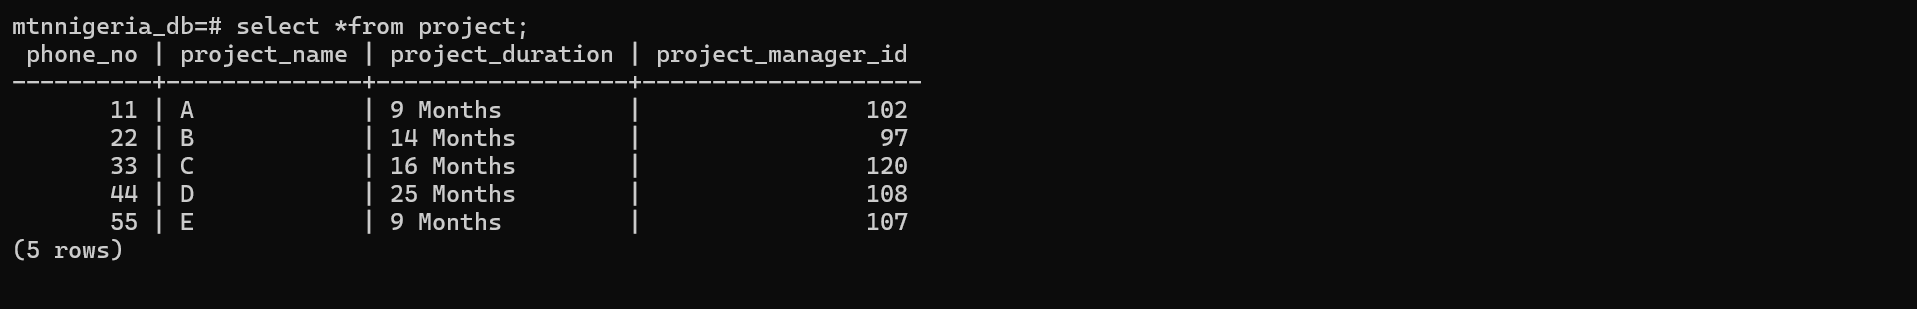 mtnnigeria_db=# select *from project;
 phone_no | project_name | project_duration | project_manager_id
----------+--------------+------------------+--------------------
       11 | A            | 9 Months         |                102
       22 | B            | 14 Months        |                 97
       33 | C            | 16 Months        |                120
       44 | D            | 25 Months        |                108
       55 | E            | 9 Months         |                107
(5 rows)